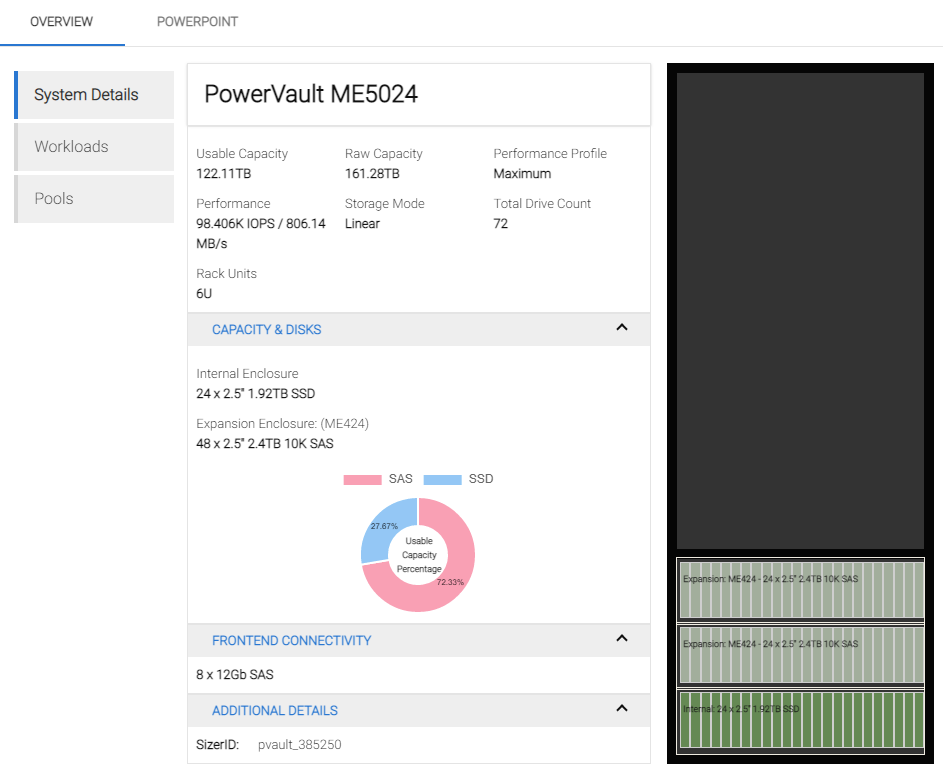 OVERVIEW
POWERPOINT
System Details
Workloads
Pools
PowerVault ME5024
Usable Capacity
122.11TB
Raw Capacity
161.28TB
Performance Profile
Maximum
Performance
98.406K IOPS / 806.14
MB/s
Storage Mode
Linear
Total Drive Count
72
Rack Units
6U
CAPACITY & DISKS
Internal Enclosure
24 x 2.5" 1.92TB SSD
Expansion Enclosure: (ME424)
48 x 2.5" 2.4TB 10K SAS
SAS
SSD
27.67%
Usable
Capacity
Percentage
72.33%
FRONTEND CONNECTIVITY
8 x 12Gb SAS
ADDITIONAL DETAILS
SizerID: pvault_385250
Expansion: ME424 - 24 x 2.5" 2.4TB 10K SAS
Expansion: ME424 - 24 x 2.5" 2.4TB 10K SAS
Internal: 24 x 2.5" 1.92TB SSD